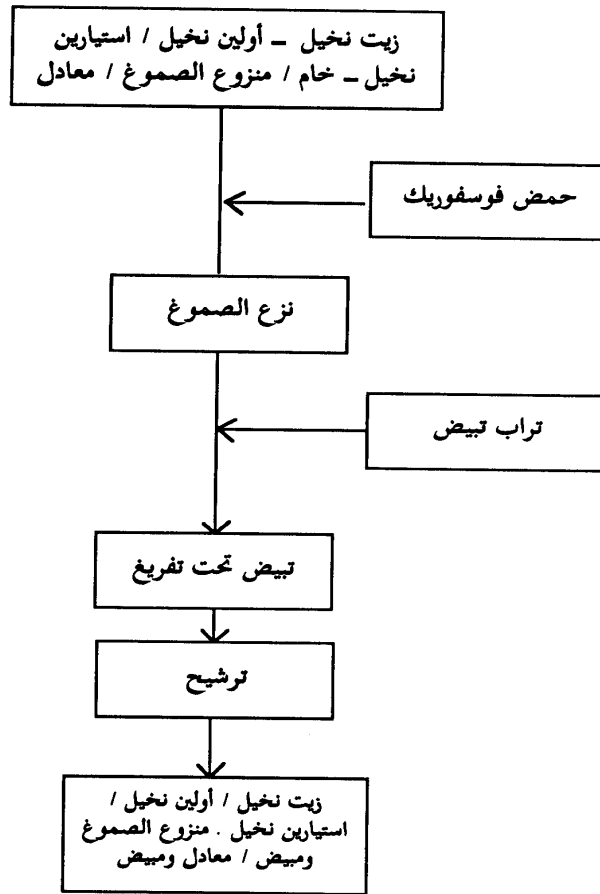 زيت نخيل – أولين نخيل / استيارين
نخيل – خام / منزوع الصموغ / معادل
حمض فوسفوريك
نزع الصموغ
تراب تبيض
تبيض تحت تفريغ
ترشيح
زيت نخيل / أولين نخيل /
استيارين نخيل . منزوع الصموغ
ومبيض / معادل ومبيض